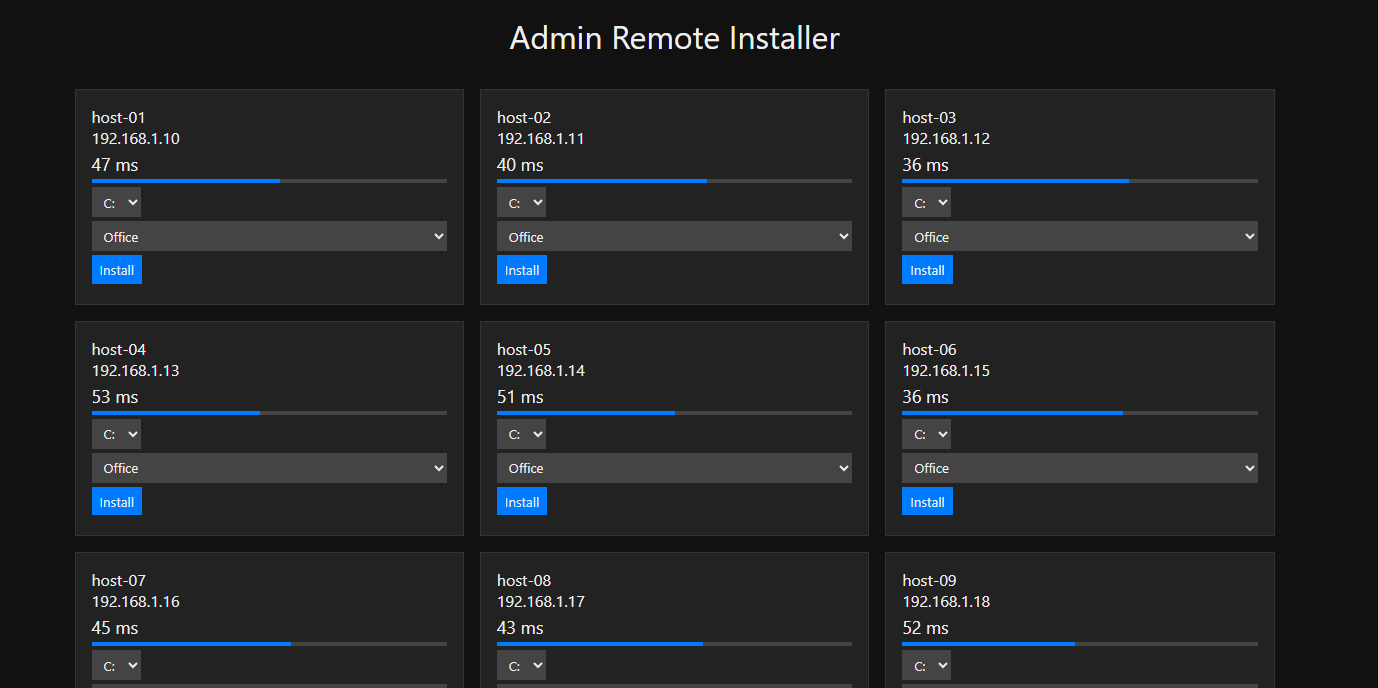 Admin Remote Installer
host-01
192.168.1.10
47 ms
C:
Office
Install
host-02
192.168.1.11
40 ms
C:
Office
Install
host-03
192.168.1.12
36 ms
C:
Office
Install
host-04
192.168.1.13
53 ms
C:
Office
Install
host-05
192.168.1.14
51 ms
C:
Office
Install
host-06
192.168.1.15
36 ms
C:
Office
Install
host-07
192.168.1.16
45 ms
C:
host-08
192.168.1.17
43 ms
C:
host-09
192.168.1.18
52 ms
C: